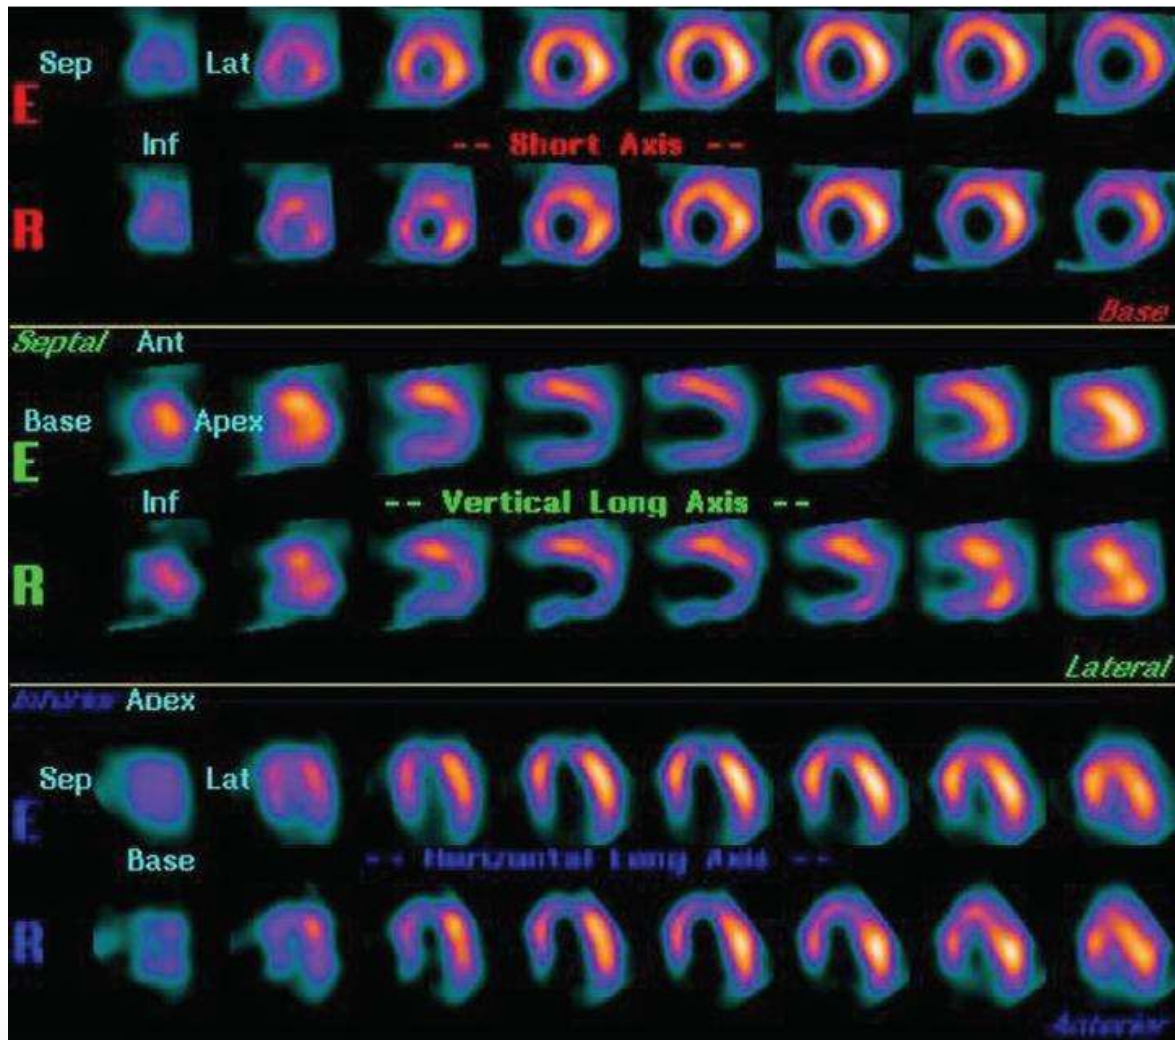 Sep Lat
E
Inf -- Short Axis --
R
Base
Septal Ant
Base Apex
E
Inf -- Vertical Long Axis --
R
Lateral
Inferior Apex
Sep Lat
E
Base -- Horizontal Long Axis --
R
Anterior